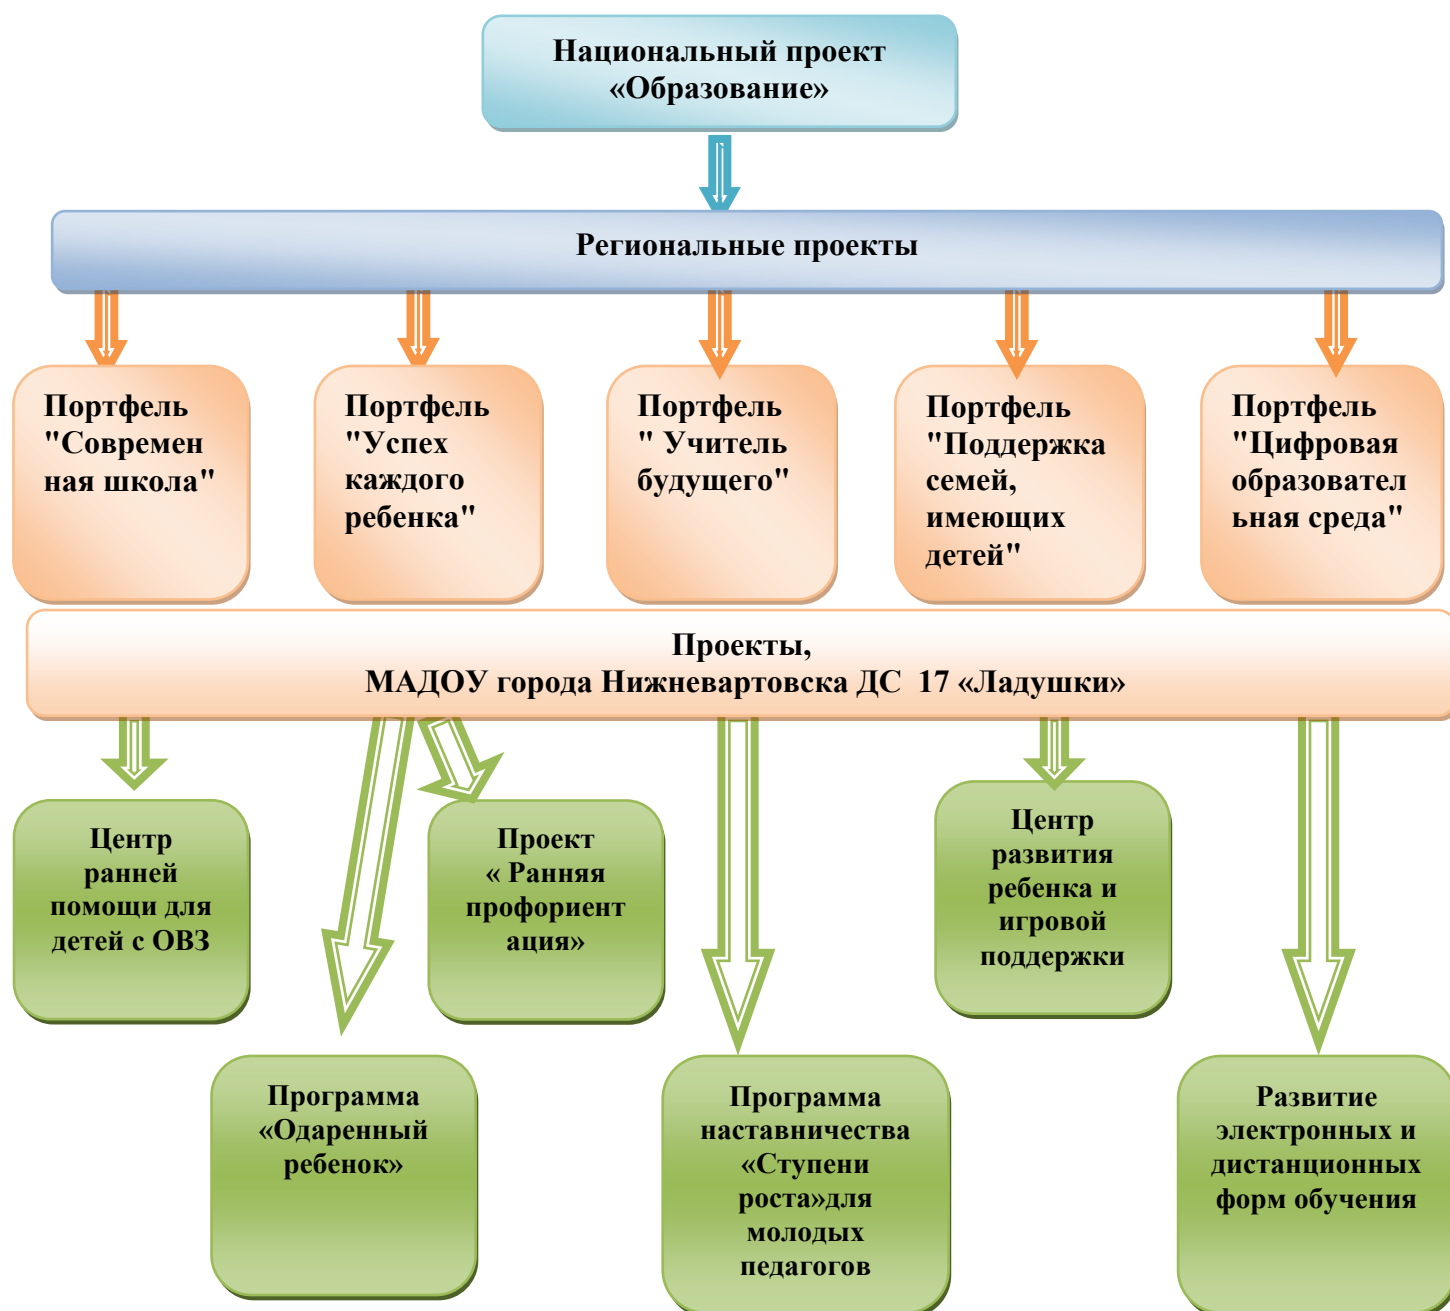 Национальный проект
«Образование»
Региональные проекты
Портфель
"Современ
ная школа"
Портфель
"Успех
каждого
ребенка"
Портфель
" Учитель
будущего"
Портфель
"Поддержка
семей,
имеющих
детей"
Портфель
"Цифровая
образовател
ьная среда"
Проекты,
МАДОУ города Нижневартовска ДС 17 «Ладушки»
Центр
ранней
помощи для
детей с ОВЗ
Проект
« Ранняя
профориент
ация»
Центр
развития
ребенка и
игровой
поддержки
Программа
«Одаренный
ребенок»
Программа
наставничества
«Ступени
роста»для
молодых
педагогов
Развитие
электронных и
дистанционных
форм обучения